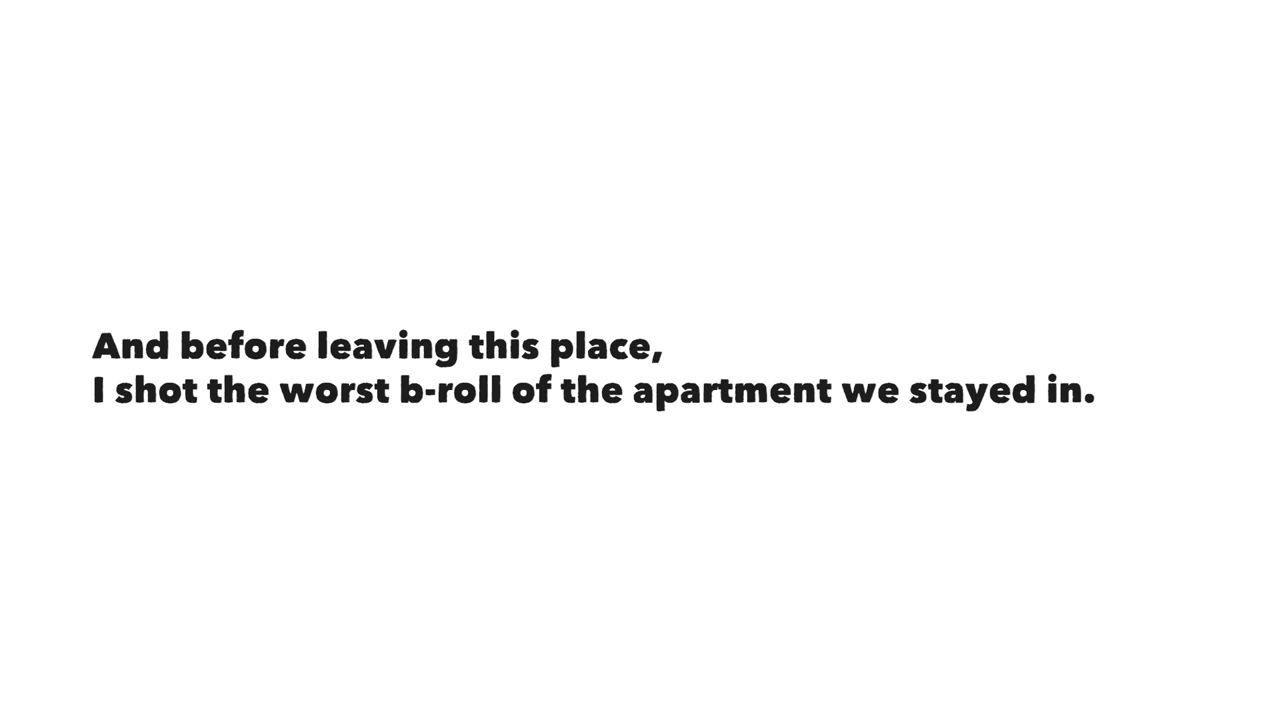 And before leaving this place,
I shot the worst b-roll of the apartment we stayed in.